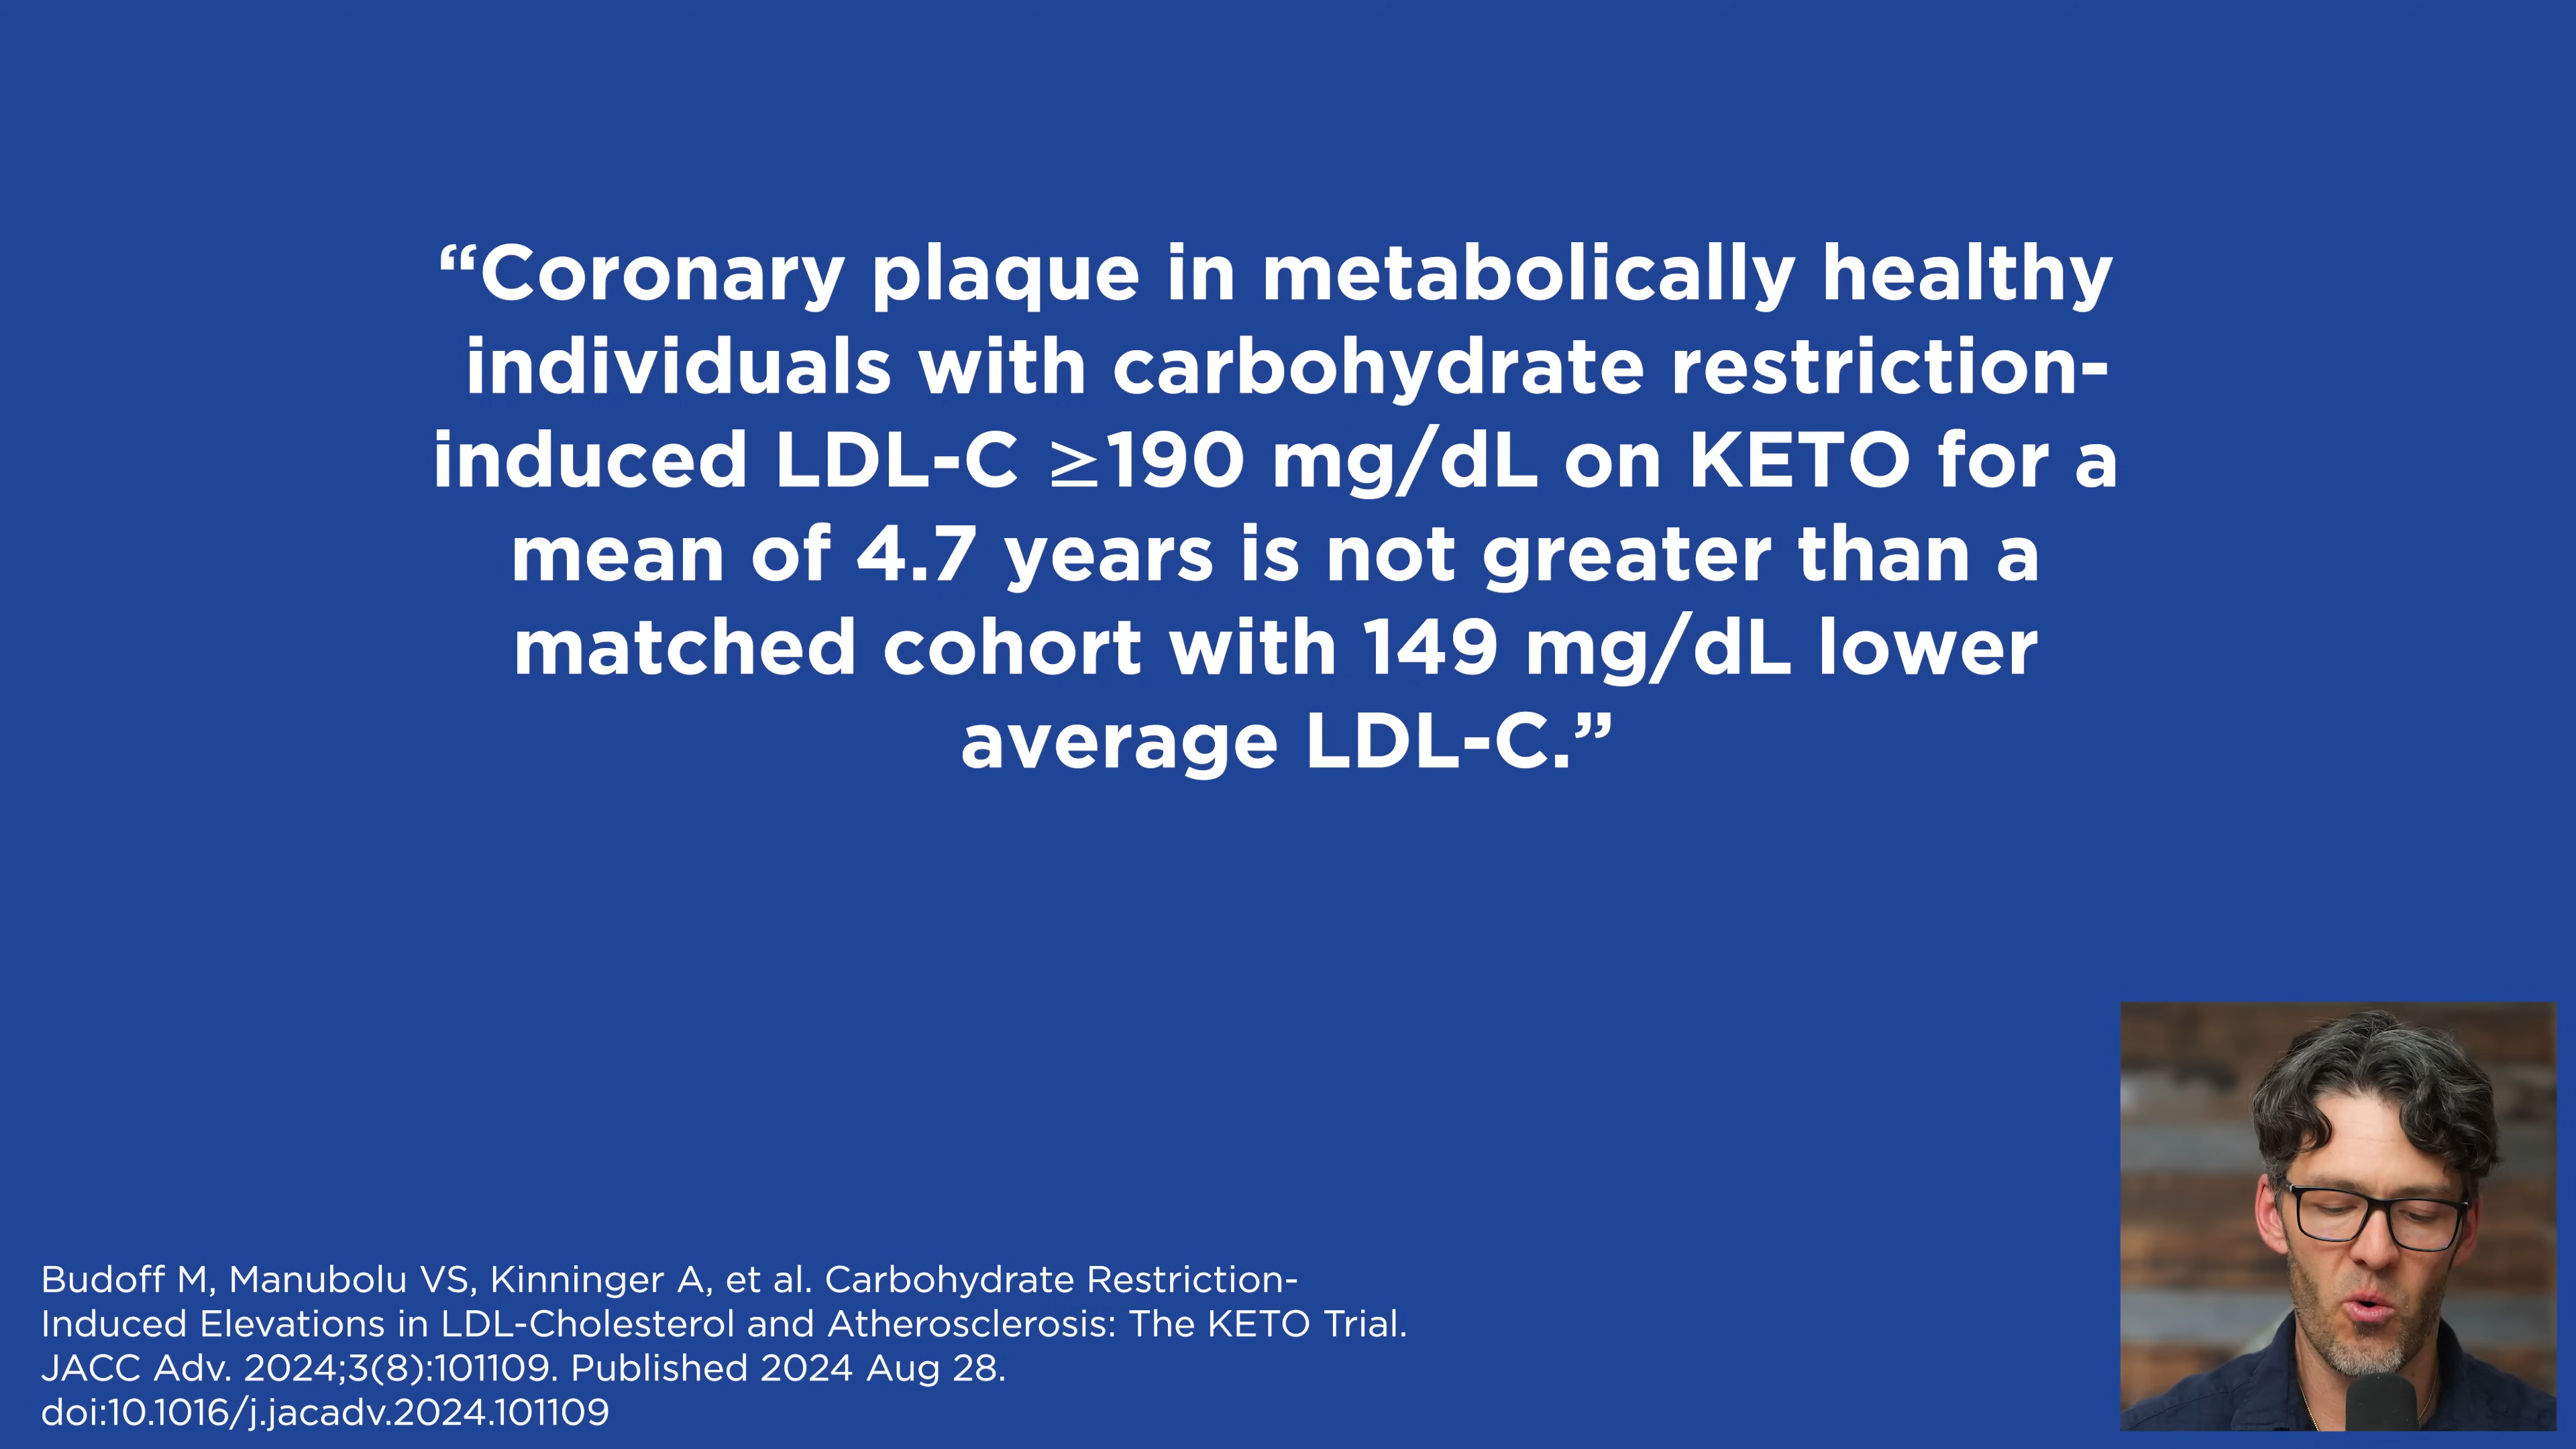 “Coronary plaque in metabolically healthy
individuals with carbohydrate restriction-
induced LDL-C ≥190 mg/dL on KETO for a
mean of 4.7 years is not greater than a
matched cohort with 149 mg/dL lower
average LDL-C.”
Budoff M, Manubolu VS, Kinninger A, et al. Carbohydrate Restriction-
Induced Elevations in LDL-Cholesterol and Atherosclerosis: The KETO Trial.
JACC Adv. 2024;3(8):101109. Published 2024 Aug 28.
doi:10.1016/j.jacadv.2024.101109